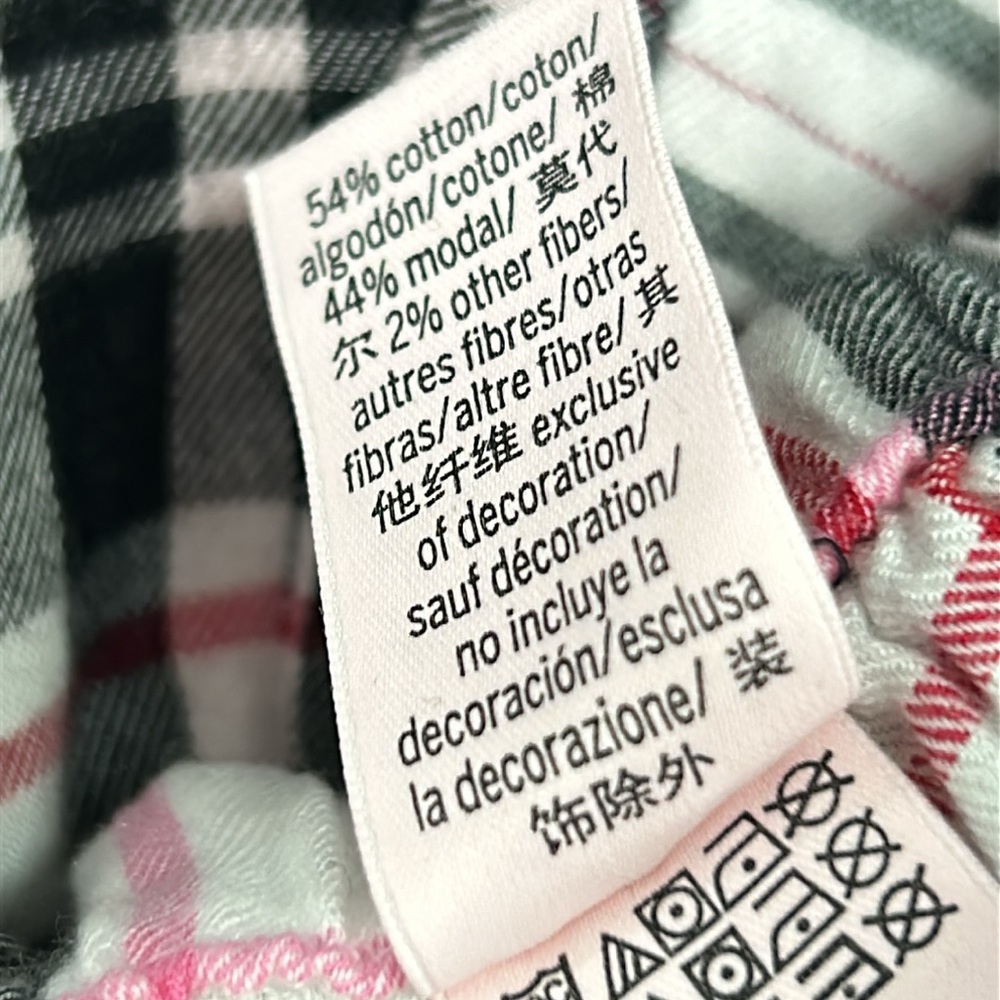 54% cotton/coton/
algodón/cotone/ 棉
44% modal/ 莫代
尔 2% other fibers/
autres fibres/otras
fibras/altre fibre/ 其
他纤维 exclusive
of decoration/
sauf décoration/
no incluye la
decoración/esclusa
la decorazione/ 装
饰除外